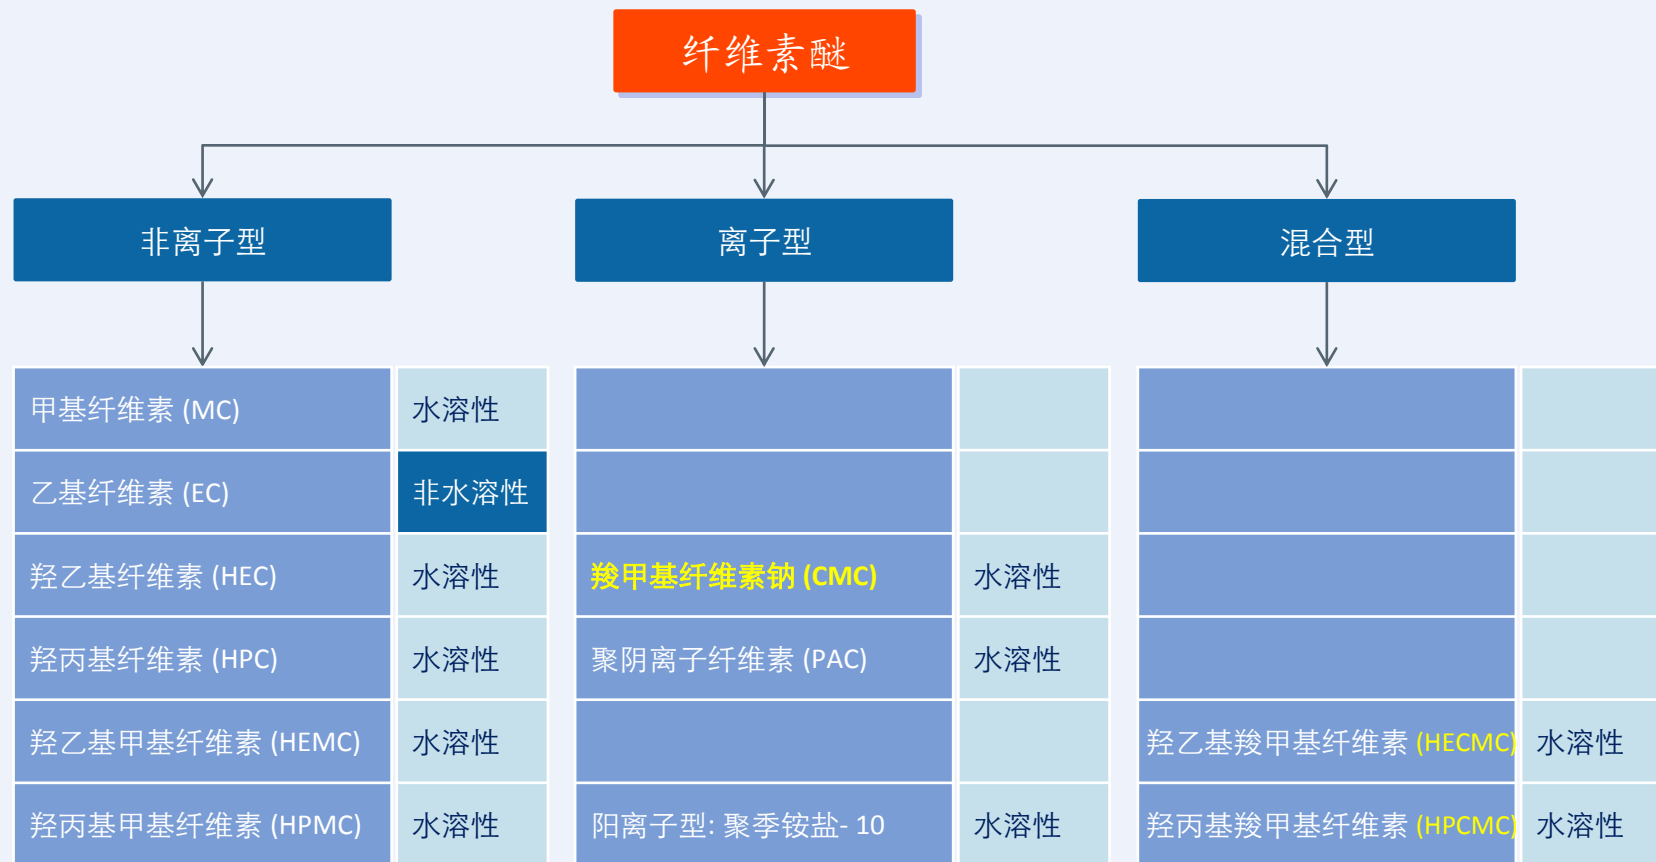 纤维素醚
非离子型
离子型
混合型
甲基纤维素 (MC)
水溶性
乙基纤维素 (EC)
非水溶性
羟乙基纤维素 (HEC)
水溶性
羧甲基纤维素钠 (CMC)
水溶性
羟丙基纤维素 (HPC)
水溶性
聚阴离子纤维素 (PAC)
水溶性
羟乙基甲基纤维素 (HEMC)
水溶性
羟乙基羧甲基纤维素 (HECMC)
水溶性
羟丙基甲基纤维素 (HPMC)
水溶性
阳离子型: 聚季铵盐- 10
水溶性
羟丙基羧甲基纤维素 (HPCMC)
水溶性